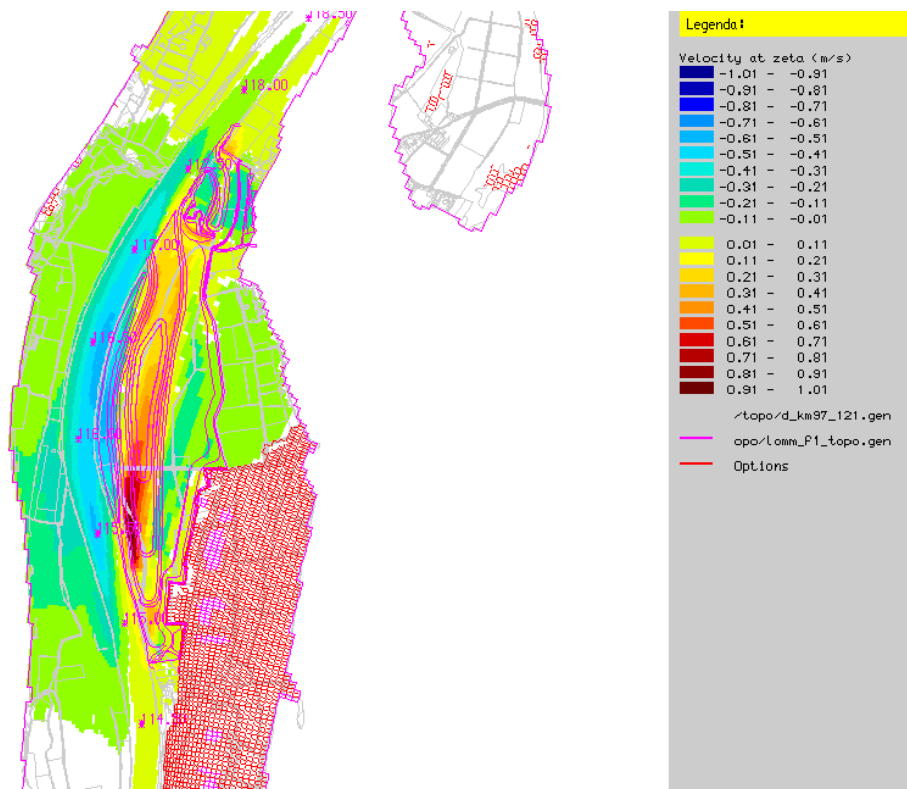 118.50
118.00
117.50
117.00
116.50
116.00
115.50
115.00
114.50
Legenda:
Velocity at zeta (m/s)
-1.01 - -0.91
-0.91 - -0.81
-0.81 - -0.71
-0.71 - -0.61
-0.61 - -0.51
-0.51 - -0.41
-0.41 - -0.31
-0.31 - -0.21
-0.21 - -0.11
-0.11 - -0.01
0.01 - 0.11
0.11 - 0.21
0.21 - 0.31
0.31 - 0.41
0.41 - 0.51
0.51 - 0.61
0.61 - 0.71
0.71 - 0.81
0.81 - 0.91
0.91 - 1.01
/topo/d_km97_121.gen
opo/lomm_f1_topo.gen
Options